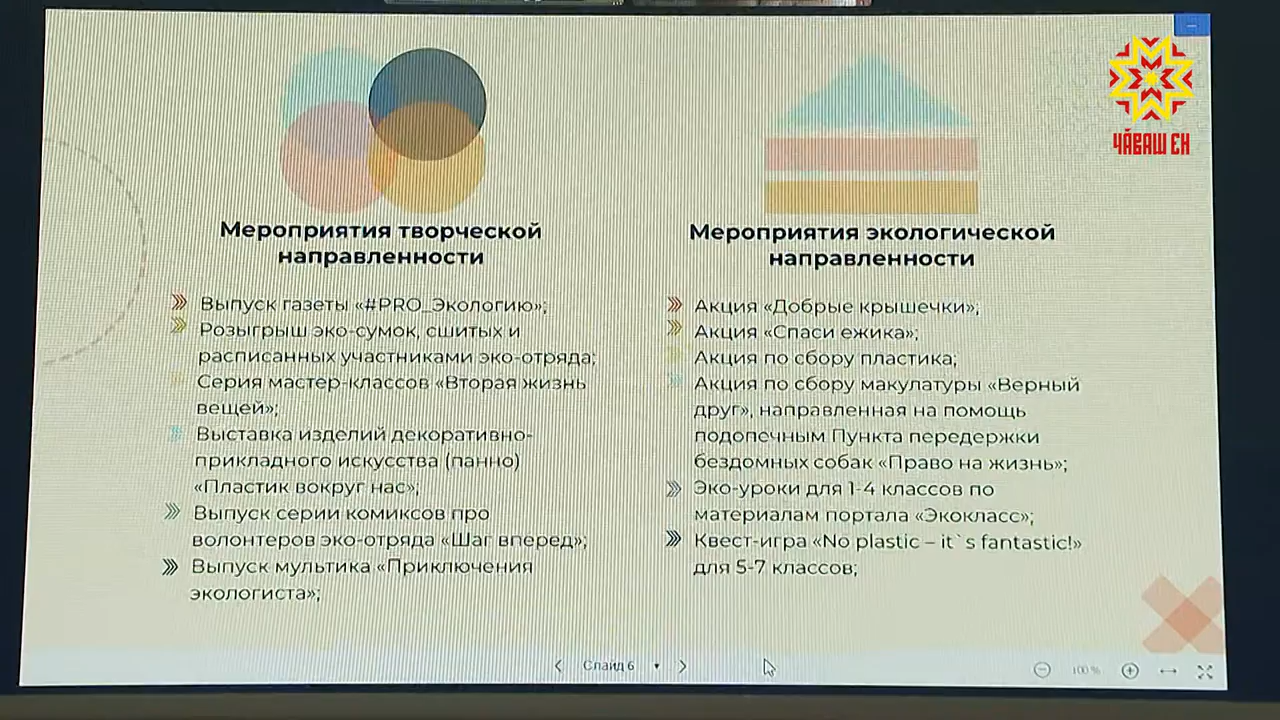 ЧӐВАШ ЕН
Мероприятия творческой
направленности
Выпуск газеты «#PRO_Экологию»;
Розыгрыш эко-сумок, сшитых и
расписанных участниками эко-отряда;
Серия мастер-классов «Вторая жизнь
вещей»;
Выставка изделий декоративно-
прикладного искусства (панно)
«Пластик вокруг нас»;
Выпуск серии комиксов про
волонтеров эко-отряда «Шаг вперед»;
Выпуск мультика «Приключения
экологиста»;
Мероприятия экологической
направленности
Акция «Добрые крышечки»;
Акция «Спаси ежика»;
Акция по сбору пластика;
Акция по сбору макулатуры «Верный
друг», направленная на помощь
подопечным Пункта передержки
бездомных собак «Право на жизнь»;
Эко-уроки для 1-4 классов по
материалам портала «Экокласс»;
Квест-игра «No plastic – it`s fantastic!»
для 5-7 классов;
Слайд 6
100 %